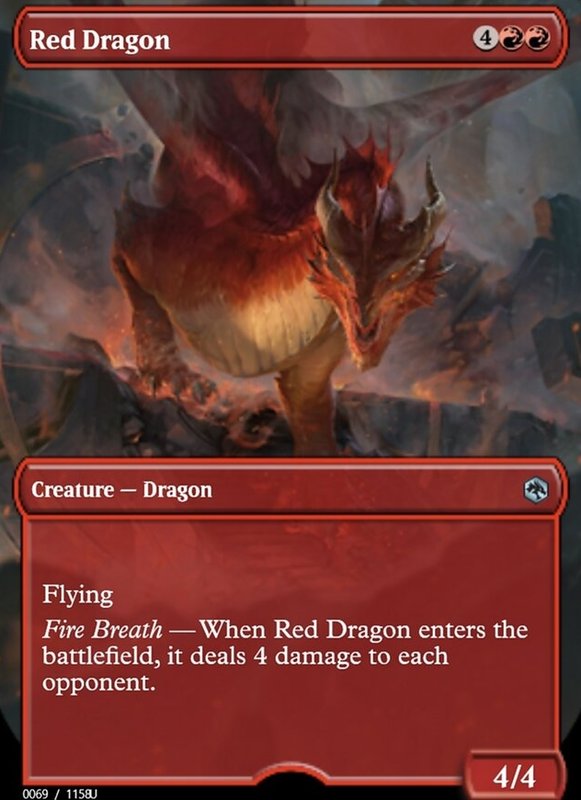 Red Dragon 4
Creature — Dragon
Flying
Fire Breath — When Red Dragon enters the
battlefield, it deals 4 damage to each
opponent.
4/4
0069 / 1158U